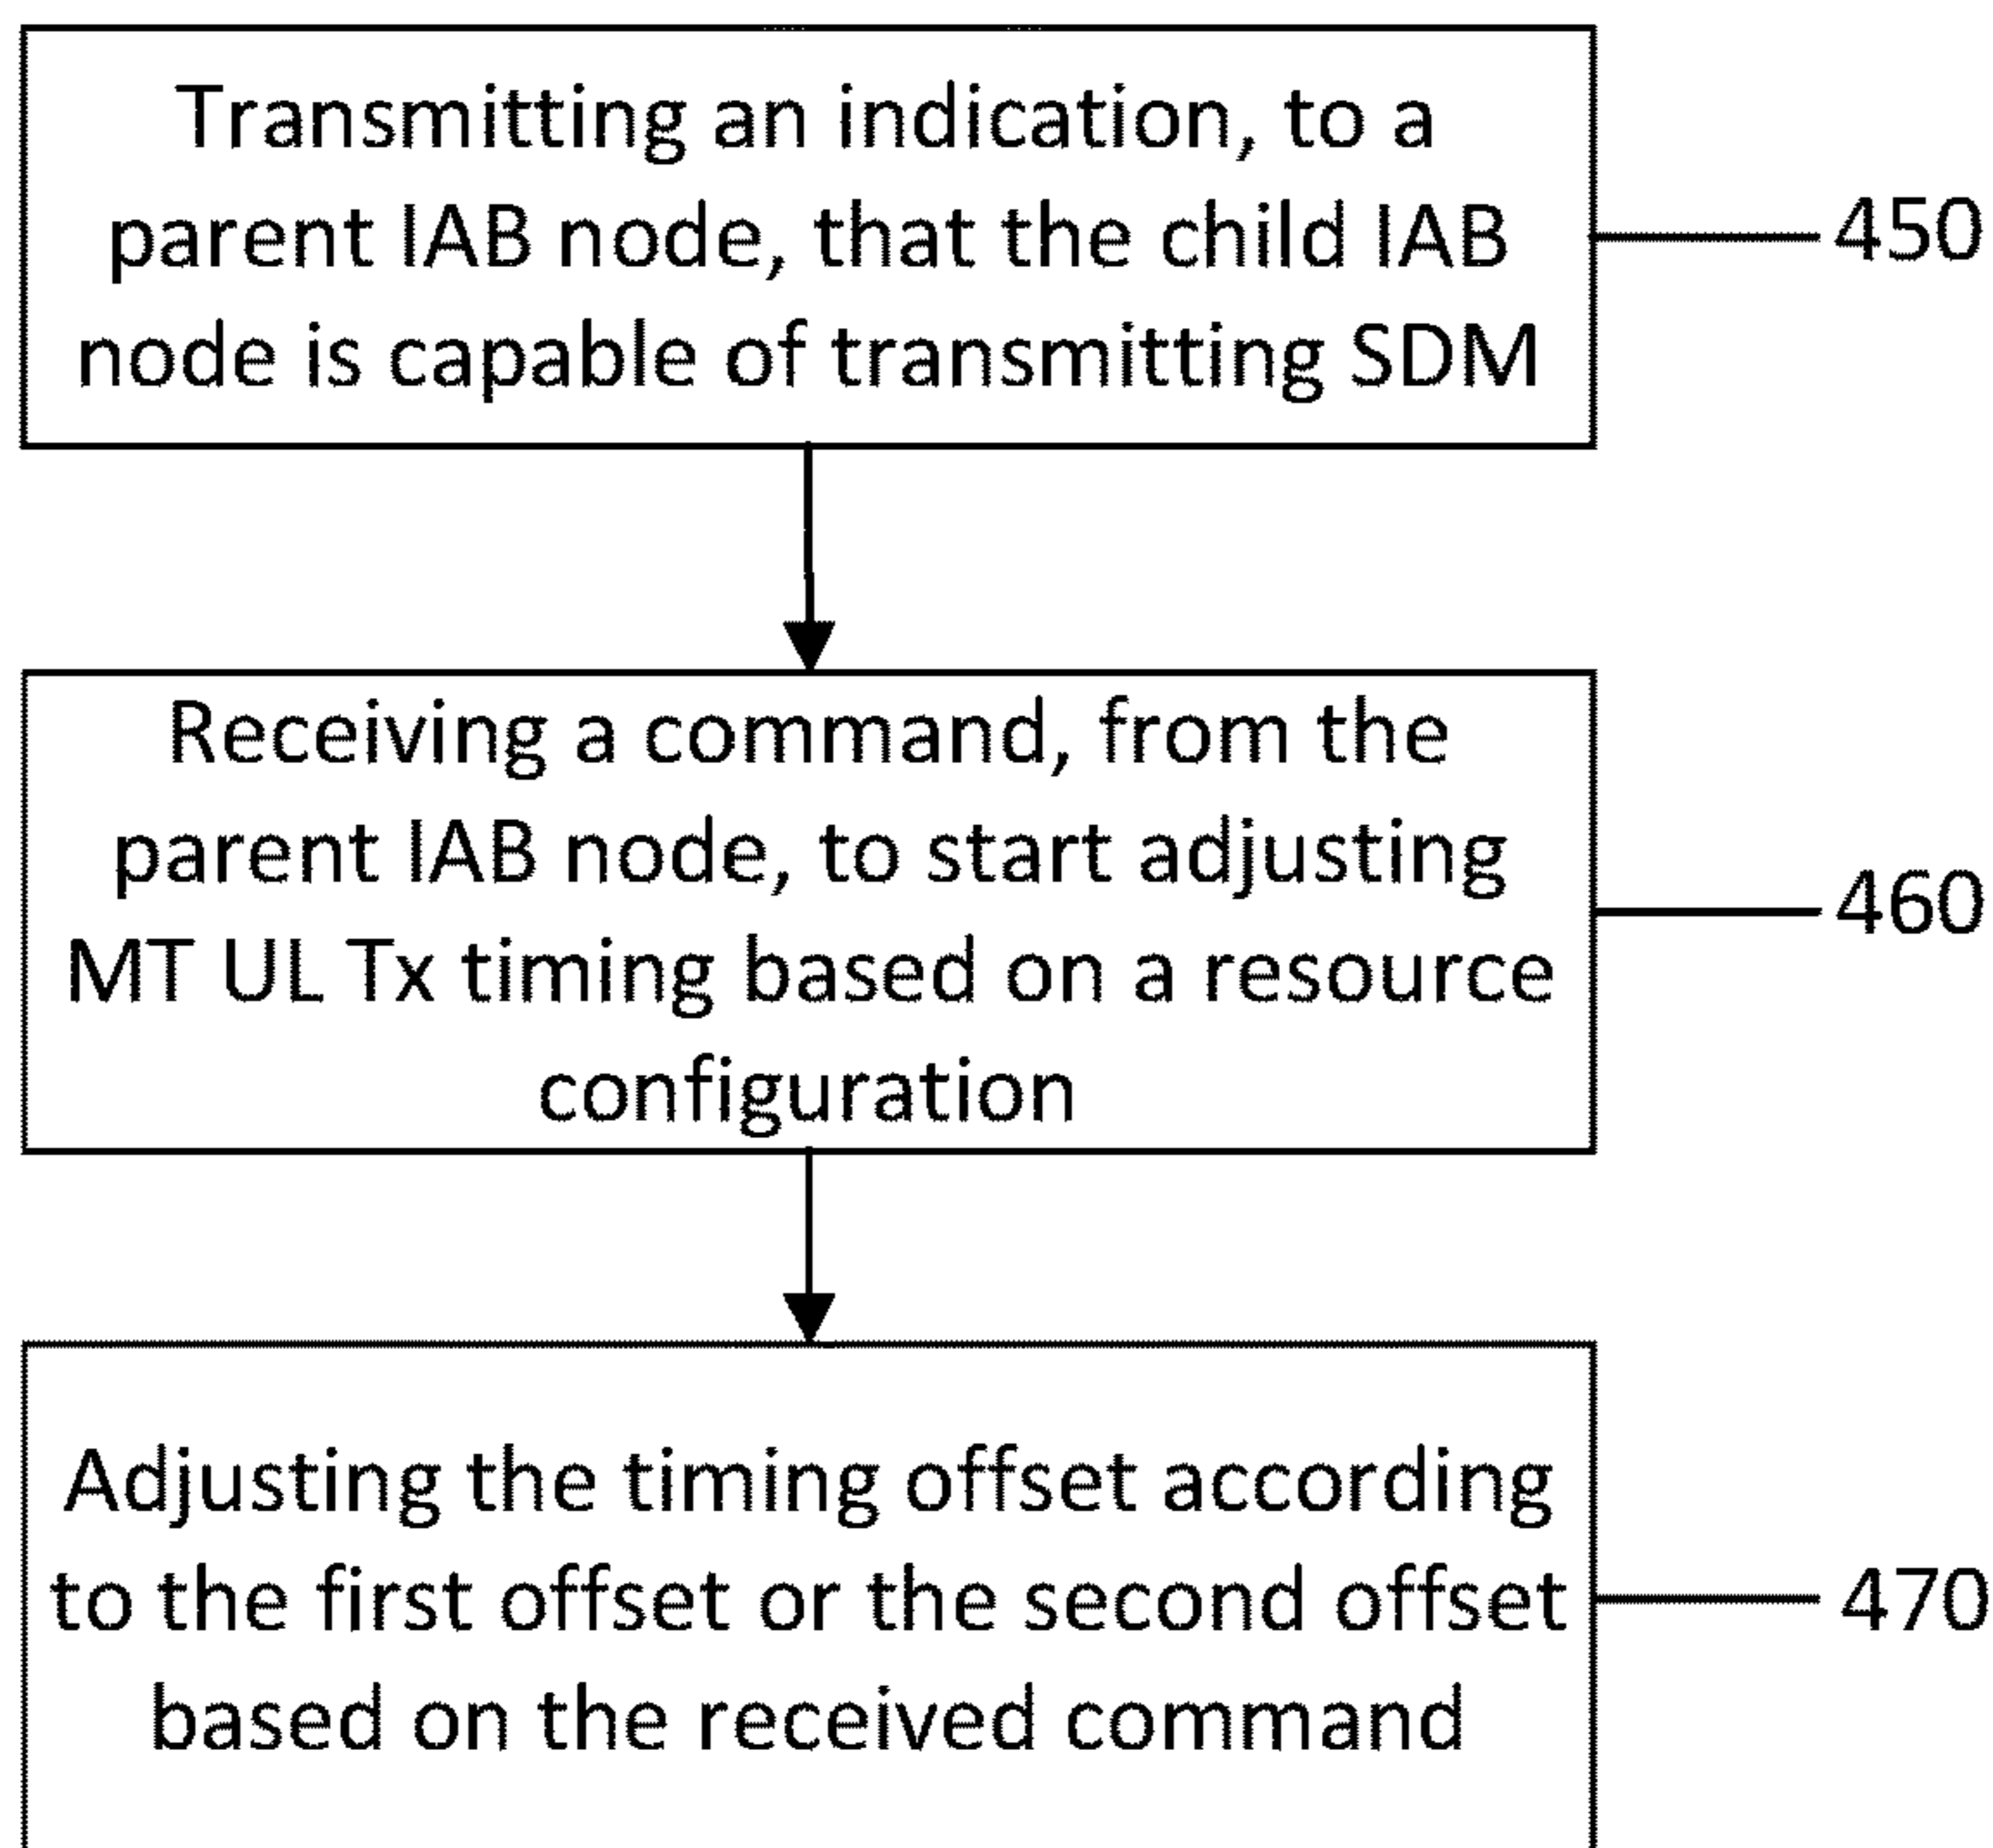 Transmitting an indication, to a
parent IAB node, that the child IAB
node is capable of transmitting SDM
450
Receiving a command, from the
parent IAB node, to start adjusting
MT UL Tx timing based on a resource
configuration
460
Adjusting the timing offset according
to the first offset or the second offset
based on the received command
470